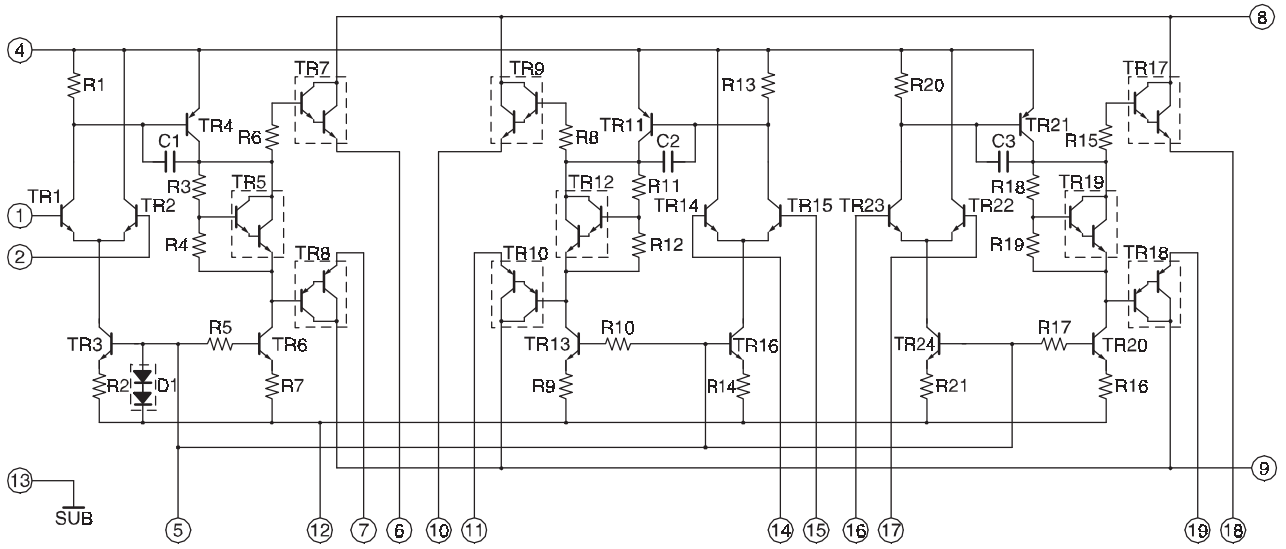 8
4
TR7
TR9
TR17
R1
R13
R20
TR4
R6
R8
TR11
TR21
R15
C1
C2
C3
R3
TR5
TR12
R11
R18
TR19
TR1
TR2
TR14
TR15
TR23
TR22
1
R4
R12
R19
2
TR8
TR10
TR18
TR3
R5
TR6
TR13
R10
TR16
TR24
R17
TR20
R2
D1
R7
R9
R14
R21
R16
9
13
SUB
5
12
7
6
10
11
14
15
16
17
19
18